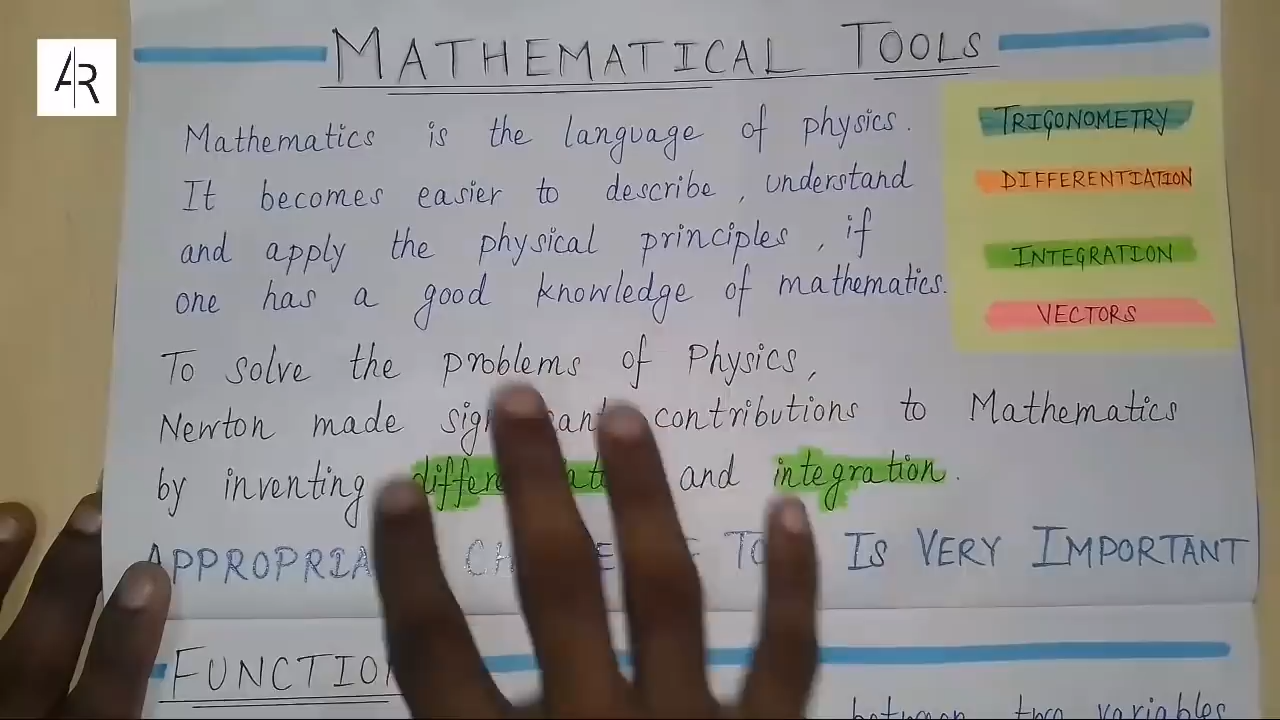 AR
MATHEMATICAL TOOLS
Mathematics is the language of physics.
It becomes easier to describe, understand
and apply the physical principles, if
one has a good knowledge of mathematics.
TRIGONOMETRY
DIFFERENTIATION
INTEGRATION
VECTORS
To solve the problems of Physics,
Newton made contributions to Mathematics
by inventing and integration.
IS VERY IMPORTANT
between two variables